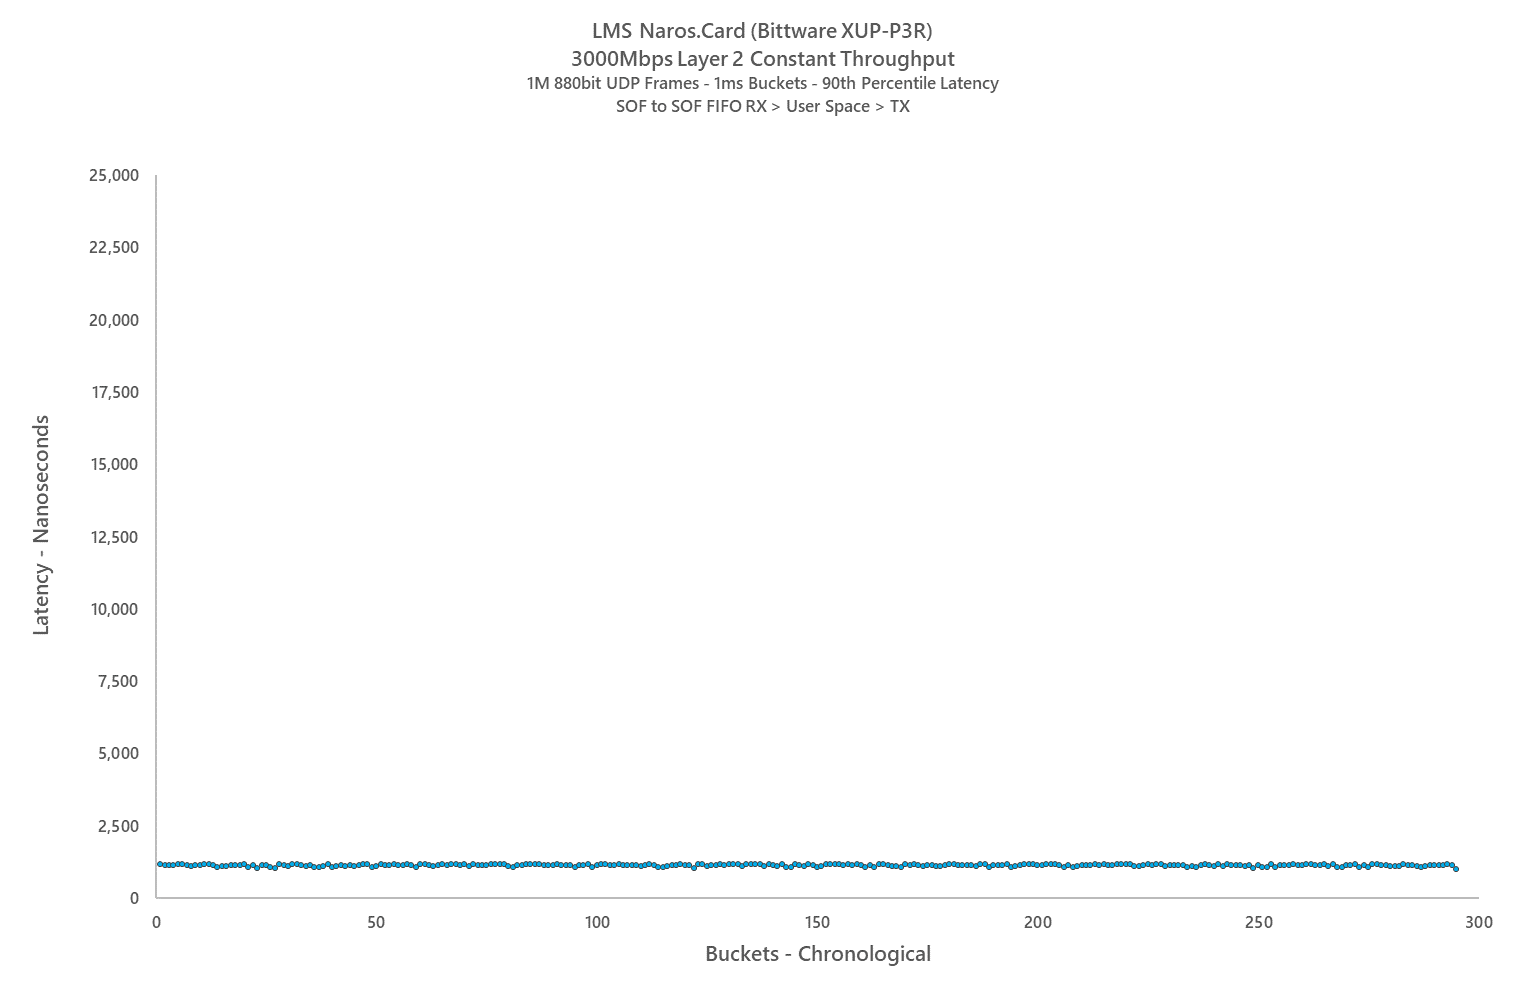 LMS Naros.Card (Bittware XUP-P3R)
3000Mbps Layer 2 Constant Throughput
1M 880bit UDP Frames - 1ms Buckets - 90th Percentile Latency
SOF to SOF FIFO RX > User Space > TX
25,000
22,500
20,000
17,500
15,000
12,500
10,000
7,500
5,000
2,500
0
Latency - Nanoseconds
0 50 100 150 200 250 300
Buckets - Chronological